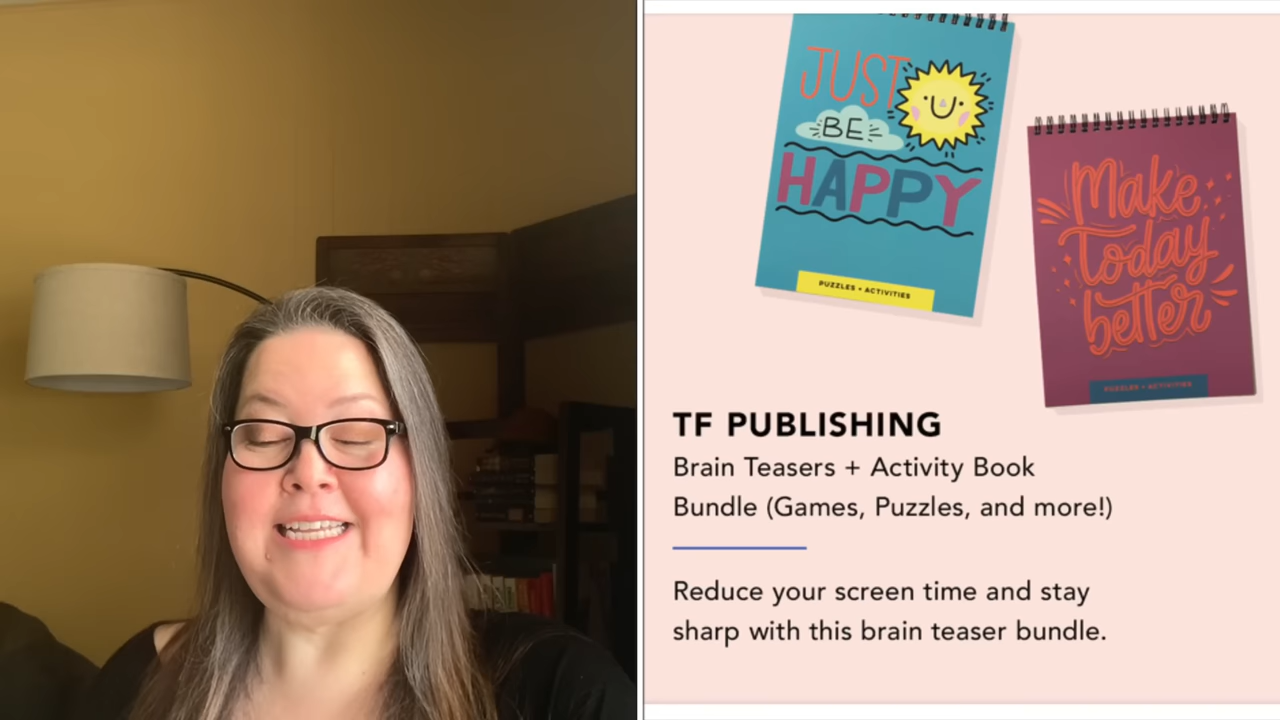 JUST
BE
HAPPY
PUZZLES + ACTIVITIES
Make
Today
better
PUZZLES + ACTIVITIES
TF PUBLISHING
Brain Teasers + Activity Book
Bundle (Games, Puzzles, and more!)
Reduce your screen time and stay
sharp with this brain teaser bundle.